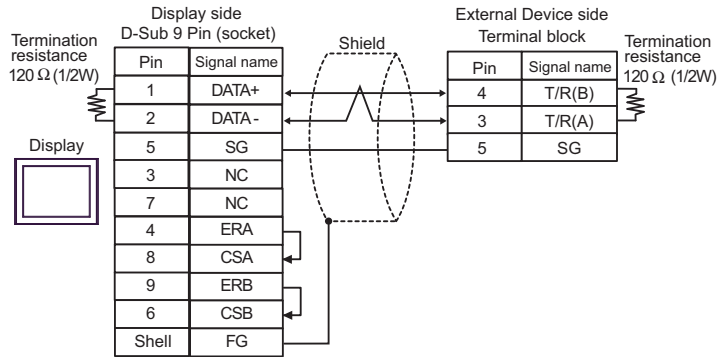 Display side
D-Sub 9 Pin (socket)
External Device side
Terminal block
Termination
resistance
120 Ω (1/2W)
Shield
Termination
resistance
120 Ω (1/2W)
Pin Signal name
1 DATA+
2 DATA-
5 SG
3 NC
7 NC
4 ERA
8 CSA
9 ERB
6 CSB
Shell FG
Display
Pin Signal name
4 T/R(B)
3 T/R(A)
5 SG